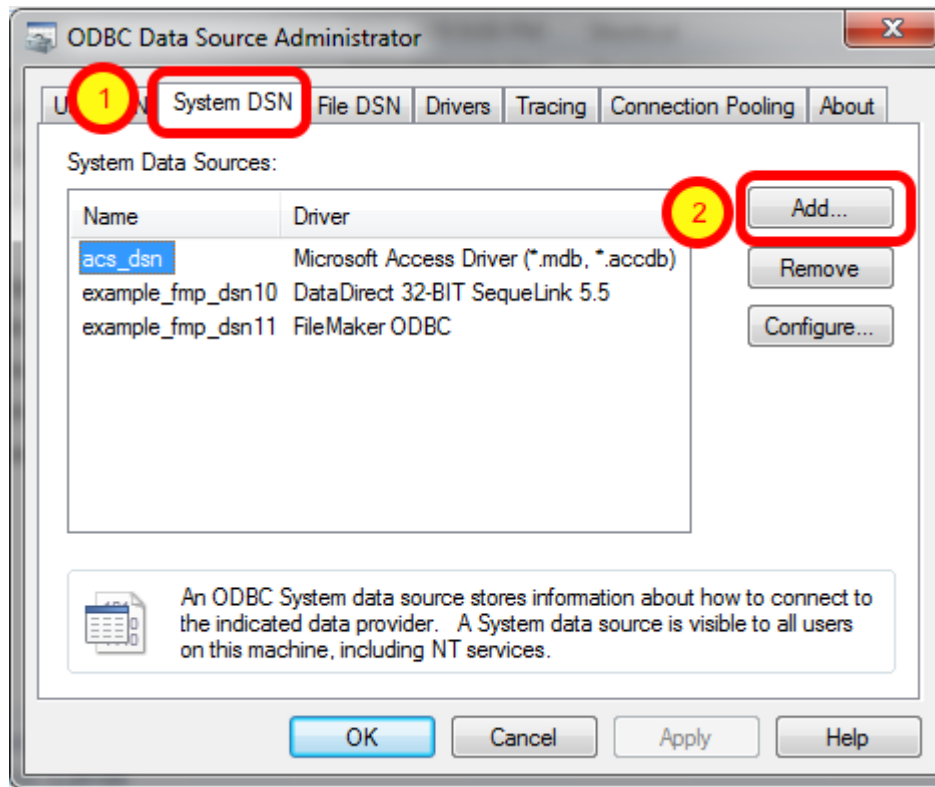 ODBC Data Source Administrator
1
System DSN File DSN Drivers Tracing Connection Pooling About
System Data Sources:
Name Driver
2
Add...
acs_dsn Microsoft Access Driver (*.mdb, *.accdb)
Remove
example_fmp_dsn10 DataDirect 32-BIT SequeLink 5.5
example_fmp_dsn11 FileMaker ODBC
Configure...
An ODBC System data source stores information about how to connect to
the indicated data provider. A System data source is visible to all users
on this machine, including NT services.
OK Cancel Apply Help